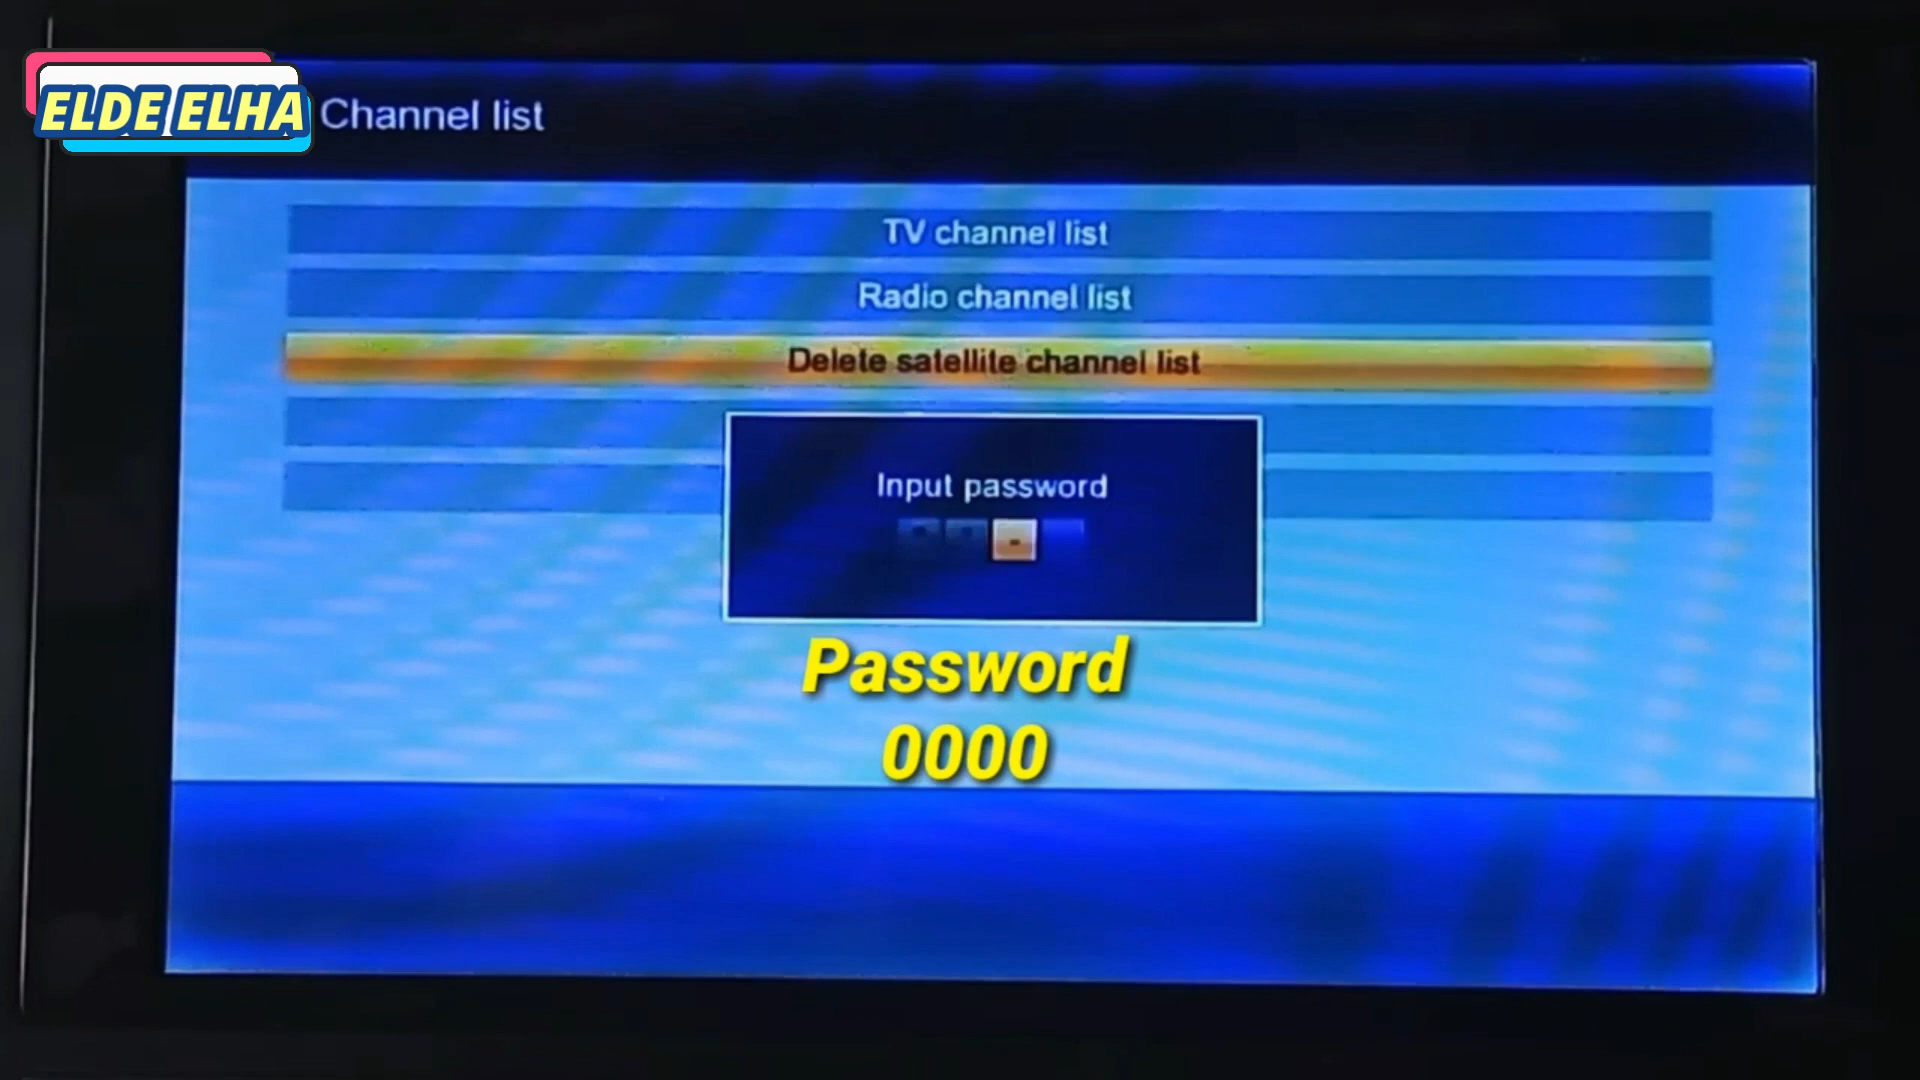 ELDE ELHA
Channel list
TV channel list
Radio channel list
Delete satellite channel list
Input password
Password
0000